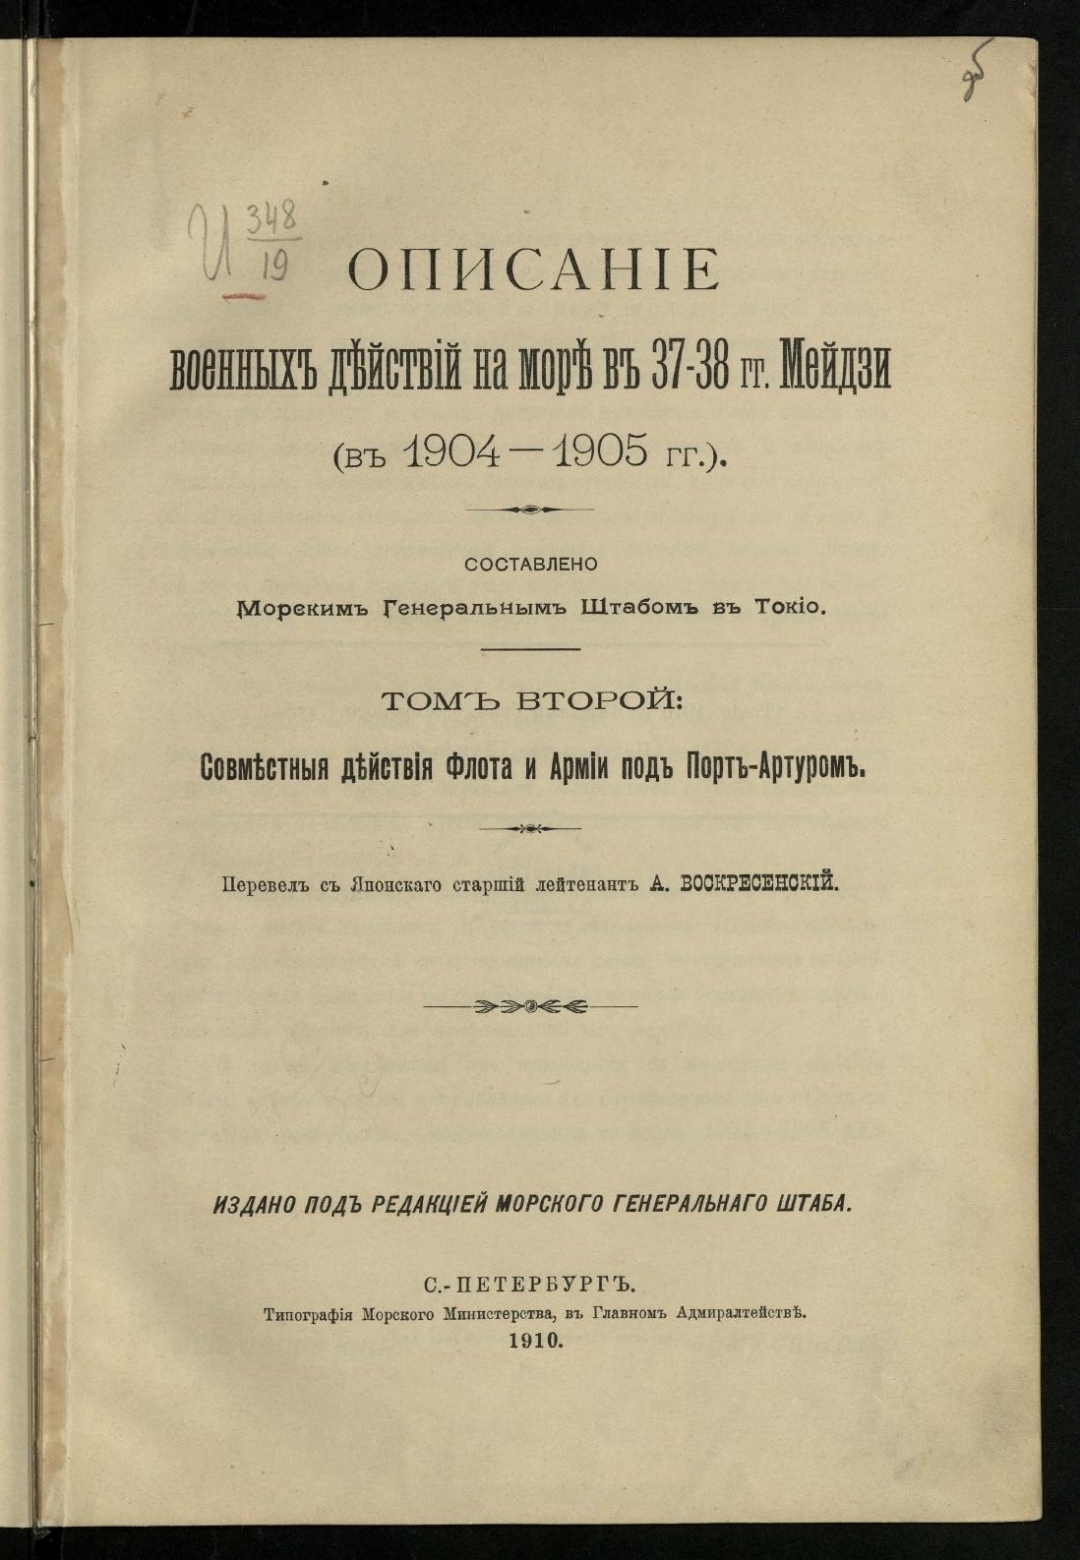 И 348
19
ОПИСАНІЕ
военныхъ дѣйствій на морѣ въ 37-38 гг. Мейдзи
(въ 1904—1905 гг.).
СОСТАВЛЕНО
Морскимъ Генеральнымъ Штабомъ въ Токіо.
ТОМЪ ВТОРОЙ:
Совмѣстныя дѣйствія Флота и Арміи подъ Портъ-Артуромъ.
Перевелъ съ Японскаго старшій лейтенантъ А. ВОСКРЕСЕНСКІЙ.
ИЗДАНО ПОДЪ РЕДАКЦІЕЙ МОРСКОГО ГЕНЕРАЛЬНАГО ШТАБА.
С.-ПЕТЕРБУРГЪ.
Типографія Морского Министерства, въ Главномъ Адмиралтействѣ.
1910.